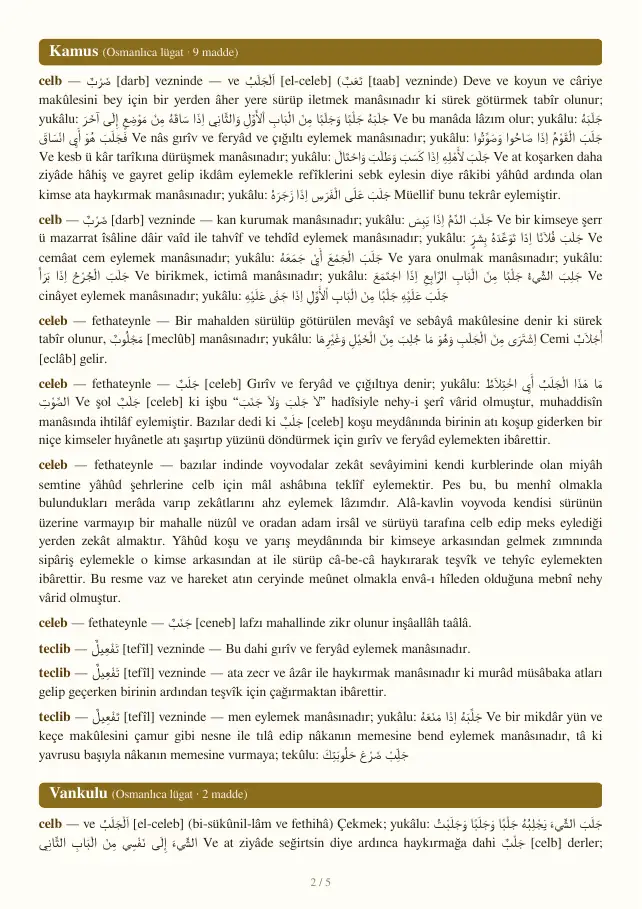 Kamus (Osmanlıca lügat · 9 madde)
celb — ضَرْبٌ [darb] vezninde — ve اَلْجَلَبُ [el-celeb] (تَعَبٌ [taab] vezninde) Deve ve koyun ve câriye
makûlesini bey için bir yerden âher yere sürüp iletmek manâsınadır ki sürek götürmek tabîr olunur;
yukâlu: جَلَبَهُ جَلْبًا وَجَلَبًا مِنَ الْبَابِ اْلأَوَّلِ وَالثَّانِي إِذَا سَاقَهُ مِنْ مَوْضِعٍ إِلَى آخَرَ Ve bu manâda lâzım olur; yukâlu: جَلَبَهُ
فَجَلَبَ هُوَ أَيِ انْسَاقَ Ve nâs gırîv ve feryâd ve çığıltı eylemek manâsınadır; yukâlu: جَلَبَ الْقَوْمُ إِذَا صَاحُوا وَصَوَّتُوا
Ve kesb ü kâr tarîkına dürüşmek manâsınadır; yukâlu: جَلَبَ لأَهْلِهِ إِذَا كَسَبَ وَطَلَبَ وَاحْتَالَ Ve at koşarken daha
ziyâde hâhiş ve gayret gelip ikdâm eylemekle refîklerini sebk eylesin diye râkibi yâhûd ardında olan
kimse ata haykırmak manâsınadır; yukâlu: جَلَبَ عَلَى الْفَرَسِ إِذَا زَجَرَهُ Müellif bunu tekrâr eylemiştir.
celb — ضَرْبٌ [darb] vezninde — kan kurumak manâsınadır; yukâlu: جَلَبَ الدَّمُ إِذَا يَبِسَ Ve bir kimseye şerr
ü mazarrat îsâline dâir vaîd ile tahvîf ve tehdîd eylemek manâsınadır; yukâlu: جَلَبَ فُلاَنًا إِذَا تَوَعَّدَهُ بِشَرٍّ Ve
cemâat cem eylemek manâsınadır; yukâlu: جَلَبَ الْجَمْعَ أَيْ جَمَعَهُ Ve yara onulmak manâsınadır; yukâlu:
جَلَبَ الْجُرْحُ إِذَا بَرَأَ Ve birikmek, ictimâ manâsınadır; yukâlu: جَلِبَ الشَّيْءُ جَلَبًا مِنَ الْبَابِ الرَّابِعِ إِذَا اجْتَمَعَ Ve
cinâyet eylemek manâsınadır; yukâlu: جَلَبَ عَلَيْهِ جَلْبًا مِنَ الْبَابِ اْلأَوَّلِ إِذَا جَنَى عَلَيْهِ
celeb — fethateynle — Bir mahalden sürülüp götürülen mevâşî ve sebâyâ makûlesine denir ki sürek
tabîr olunur, مَجْلُوبٌ [meclûb] manâsınadır; yukâlu: اِشْتَرَى مِنَ الْجَلَبِ وَهُوَ مَا جُلِبَ مِنَ الْخَيْلِ وَغَيْرِهَا Cemi أَجْلاَبٌ
[eclâb] gelir.
celeb — fethateynle — جَلَبٌ [celeb] Gırîv ve feryâd ve çığıltıya denir; yukâlu: مَا هَذَا الْجَلَبُ أَيِ اخْتِلاَطُ
الصَّوْتِ Ve şol جَلَبٌ [celeb] ki işbu “لاَ جَلَبَ وَلاَ جَنَبَ” hadîsiyle nehy-i şerî vârid olmuştur, muhaddisîn
manâsında ihtilâf eylemiştir. Bazılar dedi ki جَلَبٌ [celeb] koşu meydânında birinin atı koşup giderken bir
niçe kimseler hıyânetle atı şaşırtıp yüzünü döndürmek için gırîv ve feryâd eylemekten ibârettir.
celeb — fethateynle — bazılar indinde voyvodalar zekât sevâyimini kendi kurblerinde olan miyâh
semtine yâhûd şehrlerine celb için mâl ashâbına teklîf eylemektir. Pes bu, bu menhî olmakla
bulundukları merâda varıp zekâtlarını ahz eylemek lâzımdır. Alâ-kavlin voyvoda kendisi sürünün
üzerine varmayıp bir mahalle nüzûl ve oradan adam irsâl ve sürüyü tarafına celb edip meks eylediği
yerden zekât almaktır. Yâhûd koşu ve yarış meydânında bir kimseye arkasından gelmek zımnında
sipâriş eylemekle o kimse arkasından at ile sürüp câ-be-câ haykırarak teşvîk ve tehyîc eylemekten
ibârettir. Bu resme vaz ve hareket atın ceryinde meûnet olmakla envâ-ı hîleden olduğuna mebnî nehy
vârid olmuştur.
celeb — fethateynle — جَنَبٌ [ceneb] lafzı mahallinde zikr olunur inşâallâh taâlâ.
teclib — تَفْعِيلٌ [tefîl] vezninde — Bu dahi gırîv ve feryâd eylemek manâsınadır.
teclib — تَفْعِيلٌ [tefîl] vezninde — ata zecr ve âzâr ile haykırmak manâsınadır ki murâd müsâbaka atları
gelip geçerken birinin ardından teşvîk için çağırmaktan ibârettir.
teclib — تَفْعِيلٌ [tefîl] vezninde — men eylemek manâsınadır; yukâlu: جَلَّبَهُ إِذَا مَنَعَهُ Ve bir mikdâr yün ve
keçe makûlesini çamur gibi nesne ile tılâ edip nâkanın memesine bend eylemek manâsınadır, tâ ki
yavrusu başıyla nâkanın memesine vurmaya; tekûlu: جَلِّبْ ضَرْعَ حَلُوبَتِكَ
Vankulu (Osmanlıca lügat · 2 madde)
celb — ve اَلْجَلَبُ [el-celeb] (bi-sükûnil-lâm ve fethihâ) Çekmek; yukâlu: جَلَبَ الشَّيْءَ يَجْلِبُهُ جَلْبًا وَجَلَبًا وَجَلَبْتُ
الشَّيْءَ إِلَى نَفْسِي مِنَ الْبَابِ الثَّانِي Ve at ziyâde seğirtsin diye ardınca haykırmağa dahi جَلْبٌ [celb] derler;
2 / 5